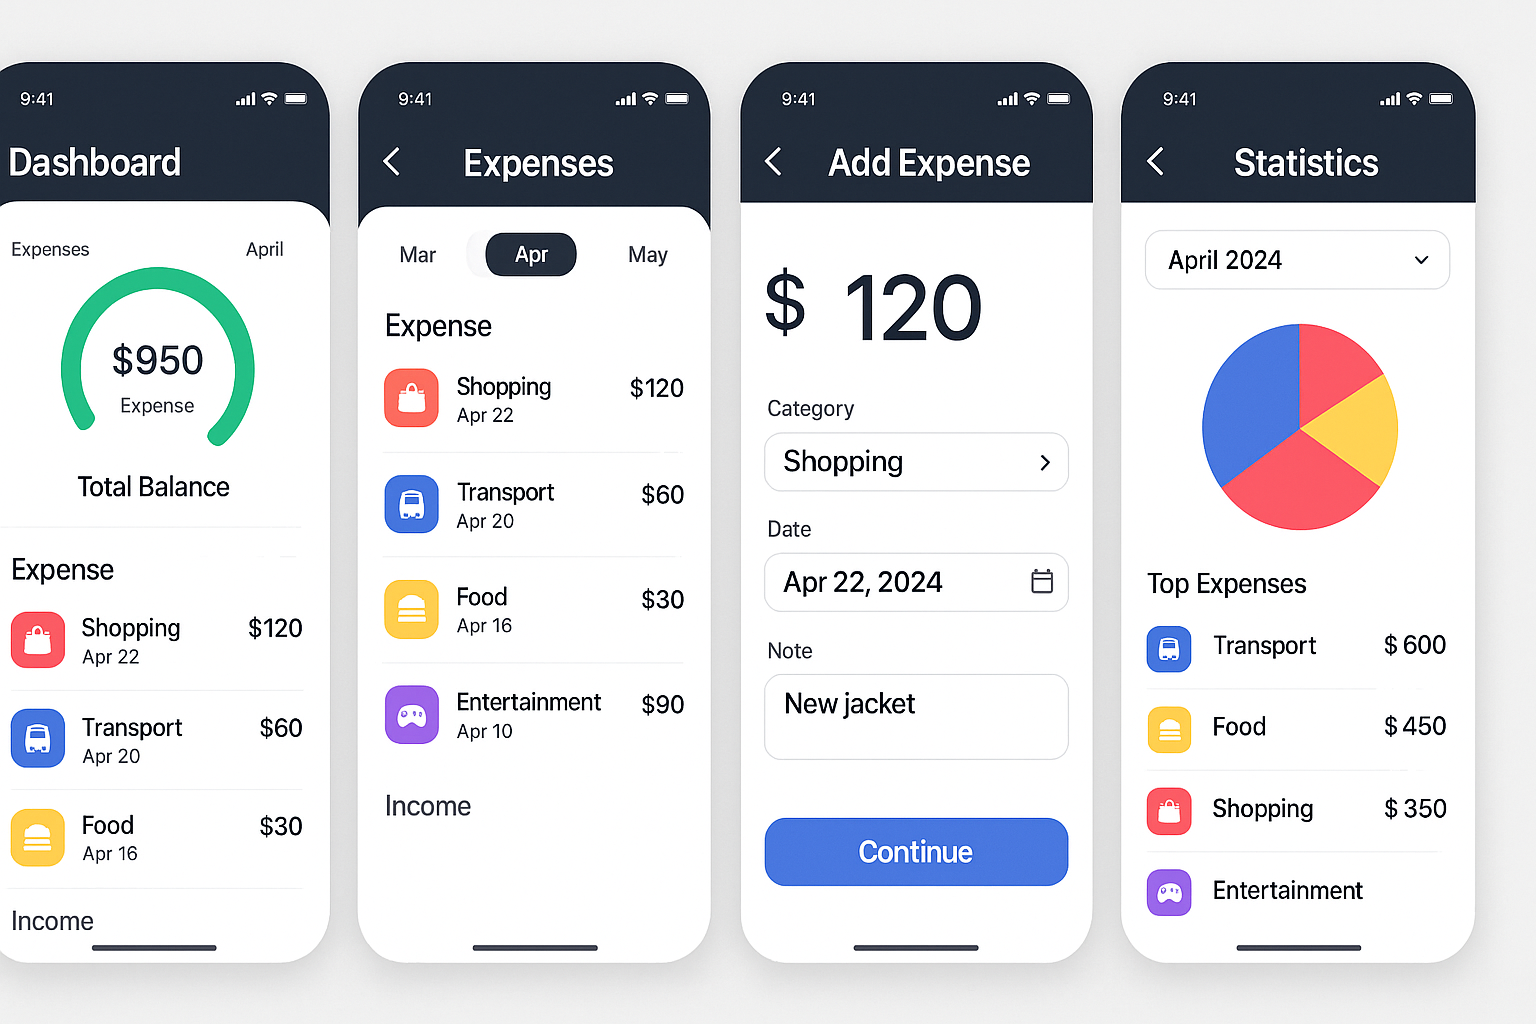 9:41
Dashboard
Expenses April
$950
Expense
Total Balance
Expense
Shopping $120
Apr 22
Transport $60
Apr 20
Food $30
Apr 16
Income
9:41
Expenses
Mar Apr May
Expense
Shopping $120
Apr 22
Transport $60
Apr 20
Food $30
Apr 16
Entertainment $90
Apr 10
Income
9:41
Add Expense
$ 120
Category
Shopping
Date
Apr 22, 2024
Note
New jacket
Continue
9:41
Statistics
April 2024
Top Expenses
Transport $ 600
Food $ 450
Shopping $ 350
Entertainment